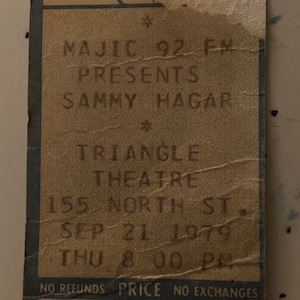 *
MAJIC 92 FM
PRESENTS
SAMMY HAGAR
*
TRIANGLE
THEATRE
155 NORTH ST.
SEP 21 1979
THU 8 00 PM
NO REFUNDS PRICE NO EXCHANGES